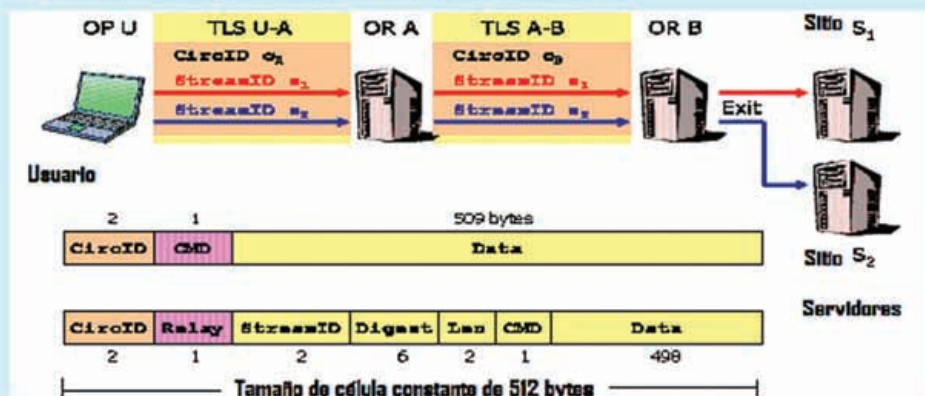 OP U TLS U-A OR A TLS A-B OR B Sitio S₁
CircID c_A CircID c_B
StreamID s₁ StreamID s₁
StreamID s₂ StreamID s₂
Exit
Usuario
2 1 509 bytes
CircID CMD Data
Sitio S₂
Servidores
CircID Relay StreamID Digest Len CMD Data
2 1 2 6 2 1 498
Tamaño de célula constante de 512 bytes